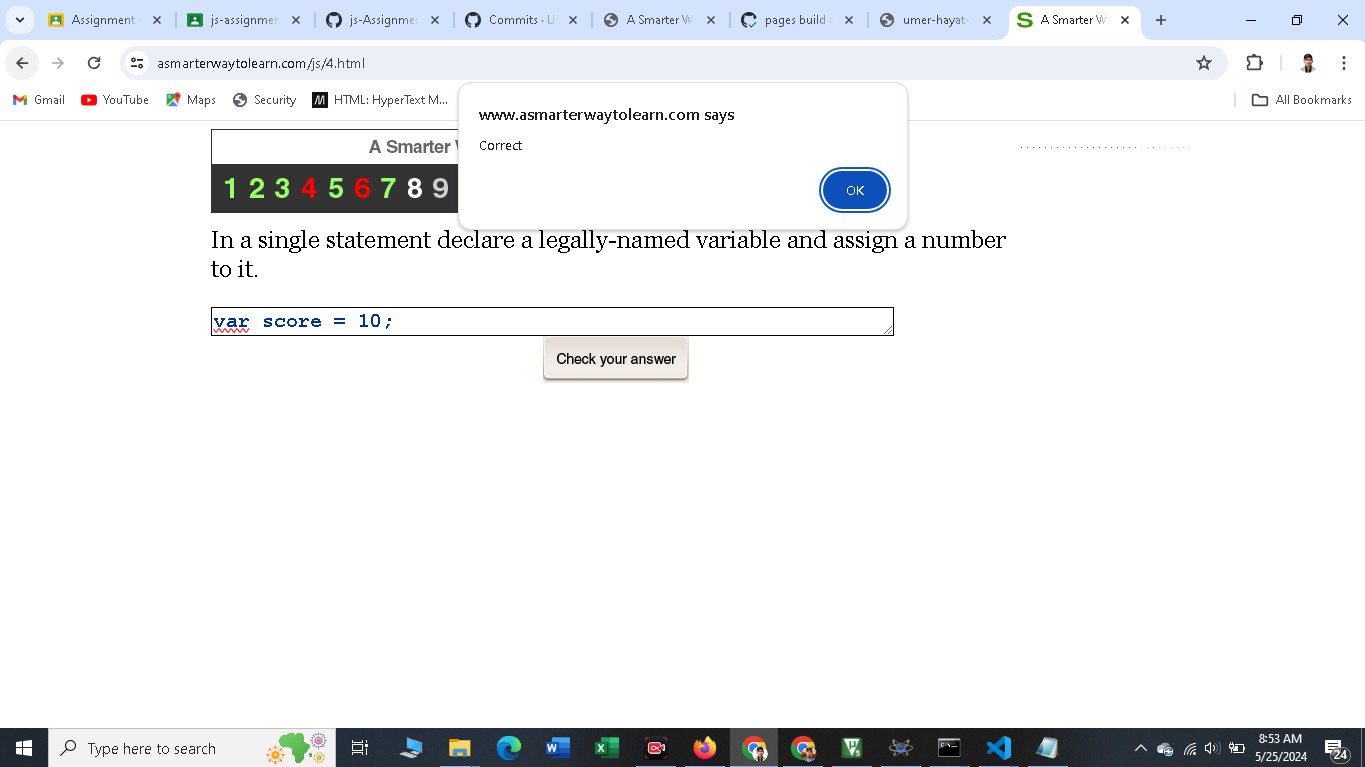 Assignment
js-assignmer
js-Assignme
Commits · U
A Smarter W
pages build
umer-hayat-
A Smarter W
asmarterwaytolearn.com/js/4.html
Gmail
YouTube
Maps
Security
HTML: HyperText M...
All Bookmarks
www.asmarterwaytolearn.com says
Correct
OK
A Smarter
1 2 3 4 5 6 7 8 9
In a single statement declare a legally-named variable and assign a number
to it.
var score = 10;
Check your answer
Type here to search
8:53 AM
5/25/2024
24